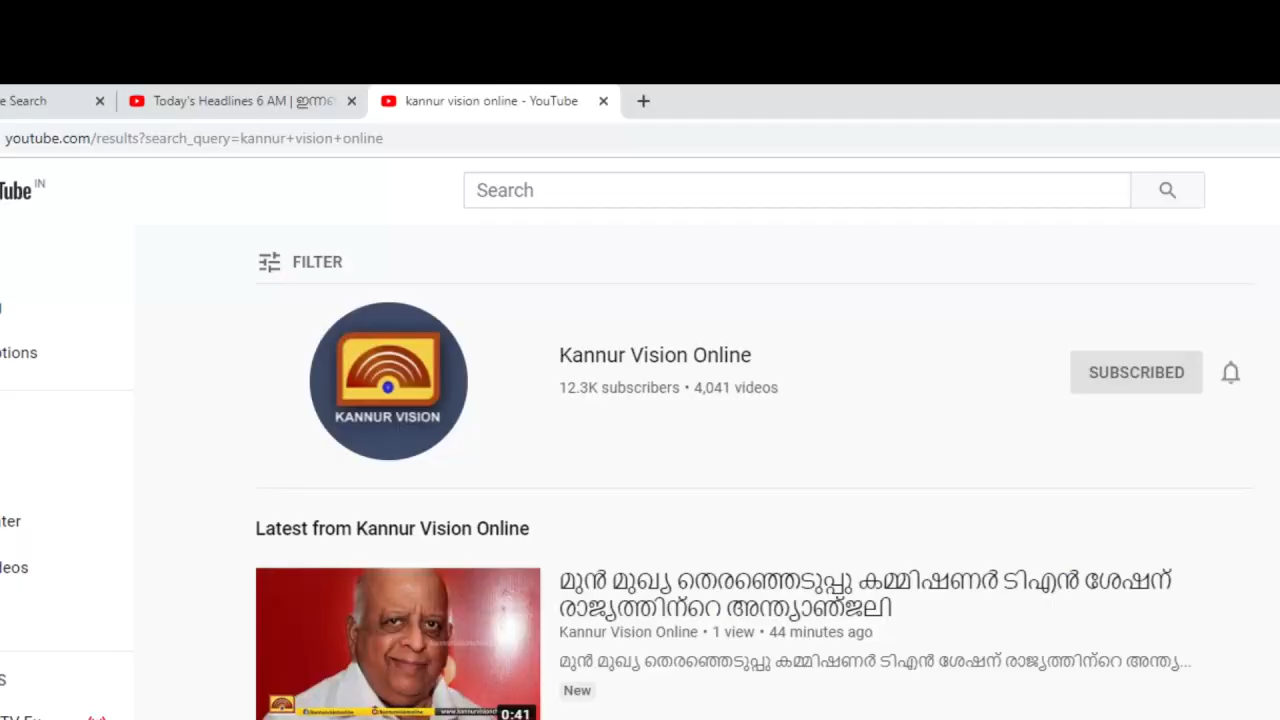 e Search
Today's Headlines 6 AM | ഇന്നത
kannur vision online - YouTube
youtube.com/results?search_query=kannur+vision+online
Tube IN
Search
FILTER
KANNUR VISION
Kannur Vision Online
12.3K subscribers • 4,041 videos
SUBSCRIBED
ptions
Latest from Kannur Vision Online
മുൻ മുഖ്യ തെരഞ്ഞെടുപ്പു കമ്മിഷണർ ടിഎൻ ശേഷന്
രാജ്യത്തിന്റെ അന്ത്യാഞ്ജലി
Kannur Vision Online • 1 view • 44 minutes ago
മുൻ മുഖ്യ തെരഞ്ഞെടുപ്പു കമ്മിഷണർ ടിഎൻ ശേഷന് രാജ്യത്തിന്റെ അന്ത്യ...
New
0:41